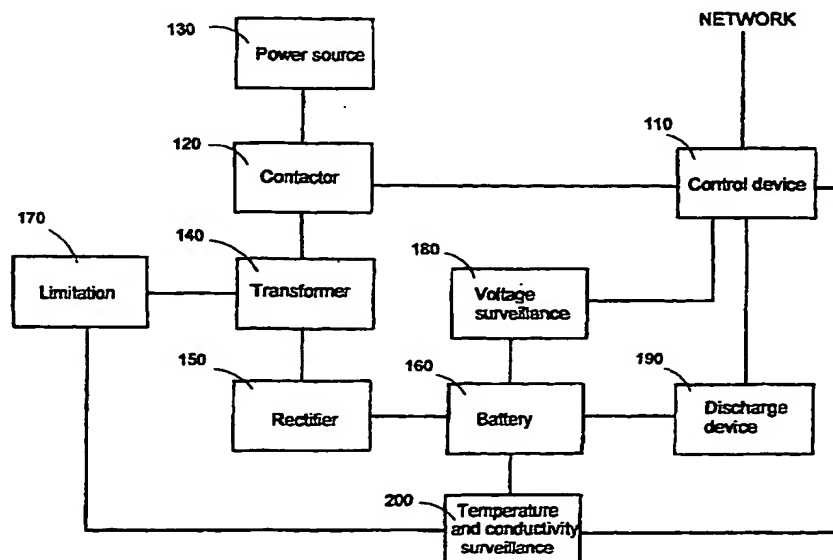 NETWORK
130
Power source
120
Contactor
110
Control device
170
Limitation
140
Transformer
180
Voltage
surveillance
150
Rectifier
160
Battery
190
Discharge
device
200
Temperature
and conductivity
surveillance